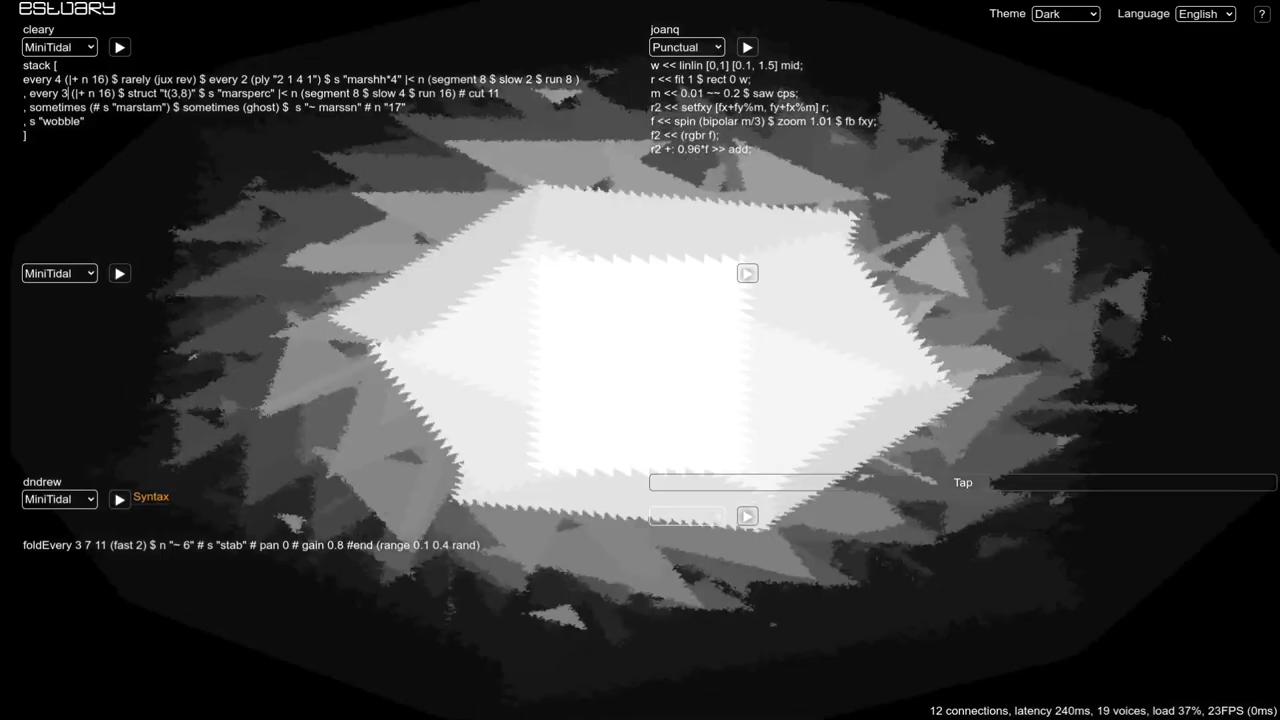 estuary
Theme Dark Language English ?
cleary
MiniTidal
stack [
every 4 (|+ n 16) $ rarely (jux rev) $ every 2 (ply "2 1 4 1") $ s "marshh*4" |< n (segment 8 $ slow 2 $ run 8 )
, every 3 (|+ n 16) $ struct "t(3,8)" $ s "marsperc" |< n (segment 8 $ slow 4 $ run 16) # cut 11
, sometimes (# s "marstam") $ sometimes (ghost) $  s "~ marssn" # n "17"
, s "wobble"
]
joanq
Punctual
w << linlin [0,1] [0.1, 1.5] mid;
r << fit 1 $ rect 0 w;
m << 0.01 ~~ 0.2 $ saw cps;
r2 << setfxy [fx+fy%m, fy+fx%m] r;
f << spin (bipolar m/3) $ zoom 1.01 $ fb fxy;
f2 << (rgbr f);
r2 +: 0.96*f >> add;
MiniTidal
dndrew
MiniTidal Syntax
foldEvery 3 7 11 (fast 2) $ n "~ 6" # s "stab" # pan 0 # gain 0.8 #end (range 0.1 0.4 rand)
Tap
12 connections, latency 240ms, 19 voices, load 37%, 23FPS (0ms)